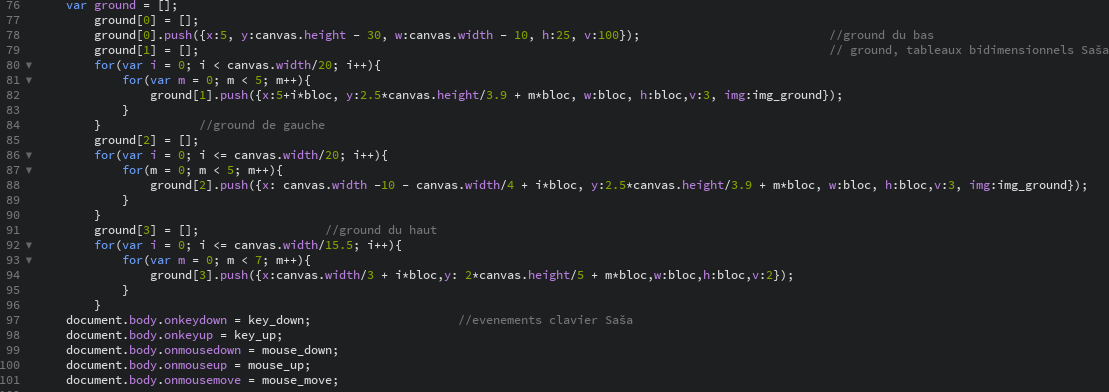 76 var ground = [];
77 ground[0] = [];
78 ground[0].push({x:5, y:canvas.height - 30, w:canvas.width - 10, h:25, v:100}); //ground du bas
79 ground[1] = []; // ground, tableaux bidimensionnels Saša
80 for(var i = 0; i < canvas.width/20; i++){
81 for(var m = 0; m < 5; m++){
82 ground[1].push({x:5+i*bloc, y:2.5*canvas.height/3.9 + m*bloc, w:bloc, h:bloc,v:3, img:img_ground});
83 }
84 } //ground de gauche
85 ground[2] = [];
86 for(var i = 0; i <= canvas.width/20; i++){
87 for(m = 0; m < 5; m++){
88 ground[2].push({x: canvas.width -10 - canvas.width/4 + i*bloc, y:2.5*canvas.height/3.9 + m*bloc, w:bloc, h:bloc,v:3, img:img_ground});
89 }
90 }
91 ground[3] = []; //ground du haut
92 for(var i = 0; i <= canvas.width/15.5; i++){
93 for(var m = 0; m < 7; m++){
94 ground[3].push({x:canvas.width/3 + i*bloc,y: 2*canvas.height/5 + m*bloc,w:bloc,h:bloc,v:2});
95 }
96 }
97 document.body.onkeydown = key_down; //evenements clavier Saša
98 document.body.onkeyup = key_up;
99 document.body.onmousedown = mouse_down;
100 document.body.onmouseup = mouse_up;
101 document.body.onmousemove = mouse_move;